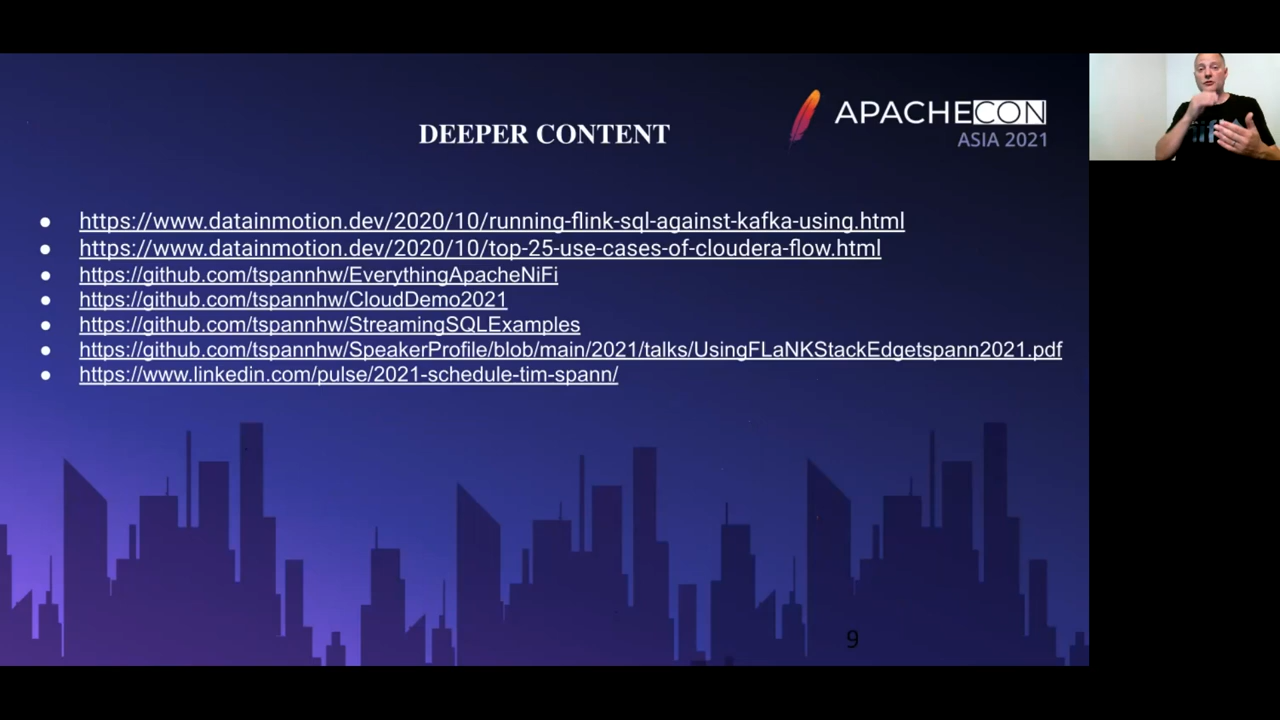 APACHECON
ASIA 2021
DEEPER CONTENT
https://www.datainmotion.dev/2020/10/running-flink-sql-against-kafka-using.html
https://www.datainmotion.dev/2020/10/top-25-use-cases-of-cloudera-flow.html
https://github.com/tspannhw/EverythingApacheNiFi
https://github.com/tspannhw/CloudDemo2021
https://github.com/tspannhw/StreamingSQLExamples
https://github.com/tspannhw/SpeakerProfile/blob/main/2021/talks/UsingFLaNKStackEdgetspann2021.pdf
https://www.linkedin.com/pulse/2021-schedule-tim-spann/
9